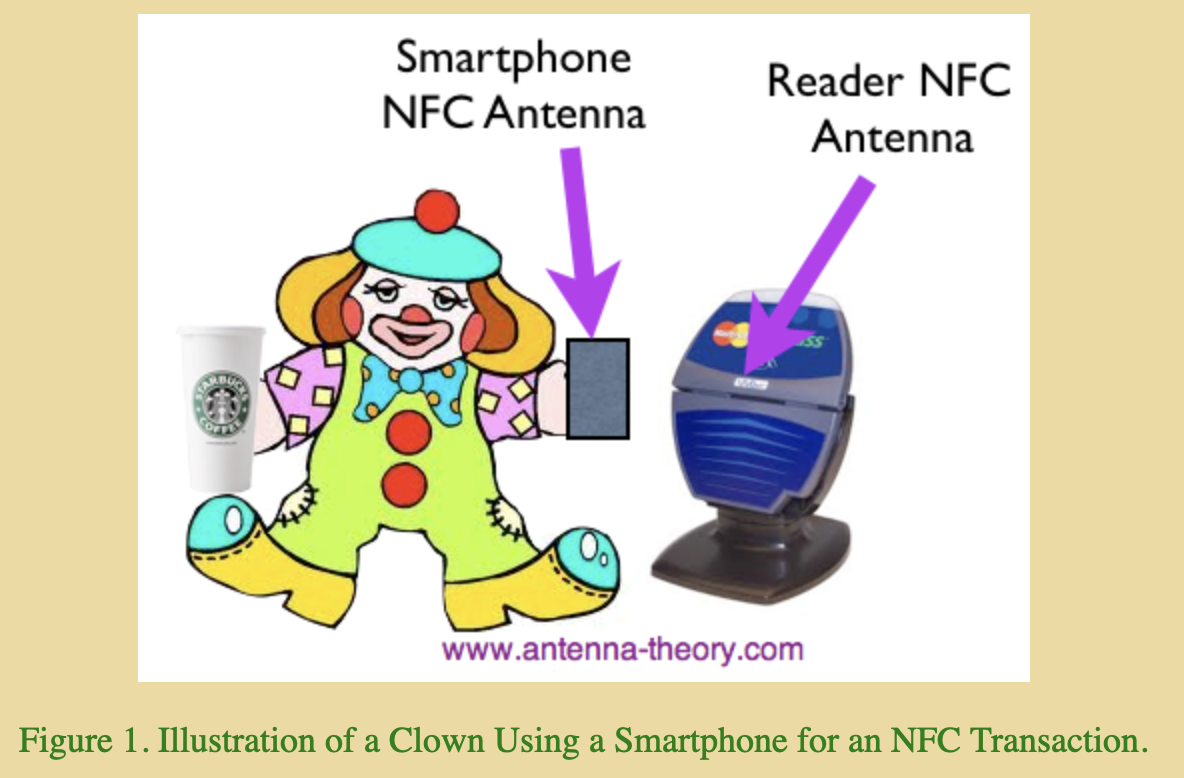 Smartphone
NFC Antenna
Reader NFC
Antenna
STARBUCKS
COFFEE
www.antenna-theory.com
Figure 1. Illustration of a Clown Using a Smartphone for an NFC Transaction.